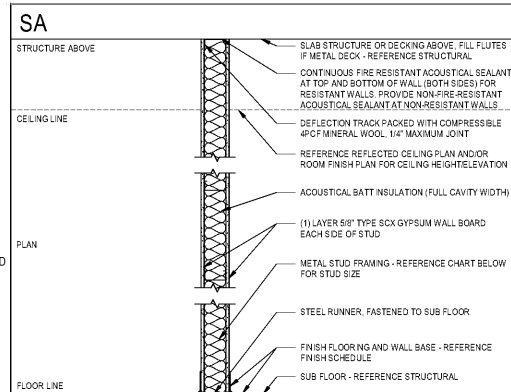 SA
STRUCTURE ABOVE
SLAB STRUCTURE OR DECKING ABOVE, FILL FLUTES
IF METAL DECK - REFERENCE STRUCTURAL
CONTINUOUS FIRE RESISTANT ACOUSTICAL SEALANT
AT TOP AND BOTTOM OF WALL (BOTH SIDES) FOR
RESISTANT WALLS. PROVIDE NON-FIRE-RESISTANT
ACOUSTICAL SEALANT AT NON-RESISTANT WALLS
CEILING LINE
DEFLECTION TRACK PACKED WITH COMPRESSIBLE
4PCF MINERAL WOOL, 1/4" MAXIMUM JOINT
REFERENCE REFLECTED CEILING PLAN AND/OR
ROOM FINISH PLAN FOR CEILING HEIGHT/ELEVATION
ACOUSTICAL BATT INSULATION (FULL CAVITY WIDTH)
(1) LAYER 5/8" TYPE SCX GYPSUM WALL BOARD
EACH SIDE OF STUD
PLAN
D
METAL STUD FRAMING - REFERENCE CHART BELOW
FOR STUD SIZE
STEEL RUNNER, FASTENED TO SUB FLOOR
FINISH FLOORING AND WALL BASE - REFERENCE
FINISH SCHEDULE
SUB FLOOR - REFERENCE STRUCTURAL
FLOOR LINE